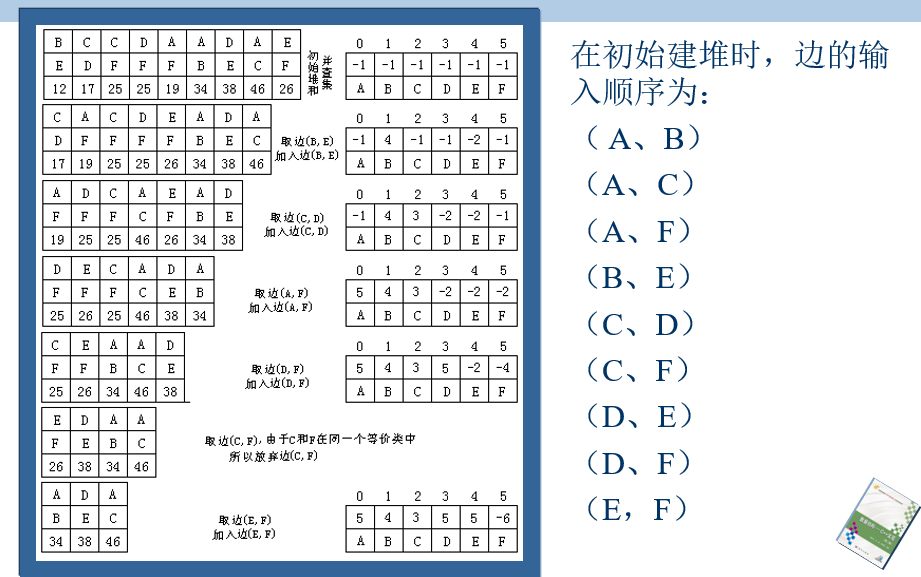 B C C D A A D A E
E D F F F B E C F
12 17 25 25 19 34 38 46 26
初始堆和
并查集
0 1 2 3 4 5
-1 -1 -1 -1 -1 -1
A B C D E F
C A C D E A D A
D F F F F B E C
17 19 25 25 26 34 38 46
取边(B,E)
加入边(B,E)
0 1 2 3 4 5
-1 4 -1 -1 -2 -1
A B C D E F
A D C A E A D
F F F C F B E
19 25 25 46 26 34 38
取边(C,D)
加入边(C,D)
0 1 2 3 4 5
-1 4 3 -2 -2 -1
A B C D E F
D E C A D A
F F F C E B
25 26 25 46 38 34
取边(A,F)
加入边(A,F)
0 1 2 3 4 5
5 4 3 -2 -2 -2
A B C D E F
C E A A D
F F B C E
25 26 34 46 38
取边(D,F)
加入边(D,F)
0 1 2 3 4 5
5 4 3 5 -2 -4
A B C D E F
E D A A
F E B C
26 38 34 46
取边(C,F),由于C和F在同一个等价类中
所以放弃边(C,F)
A D A
B E C
34 38 46
取边(E,F)
加入边(E,F)
0 1 2 3 4 5
5 4 3 5 5 -6
A B C D E F
在初始建堆时，边的输
入顺序为：
（ A、B）
（A、C）
（A、F）
（B、E）
（C、D）
（C、F）
（D、E）
（D、F）
（E，F）